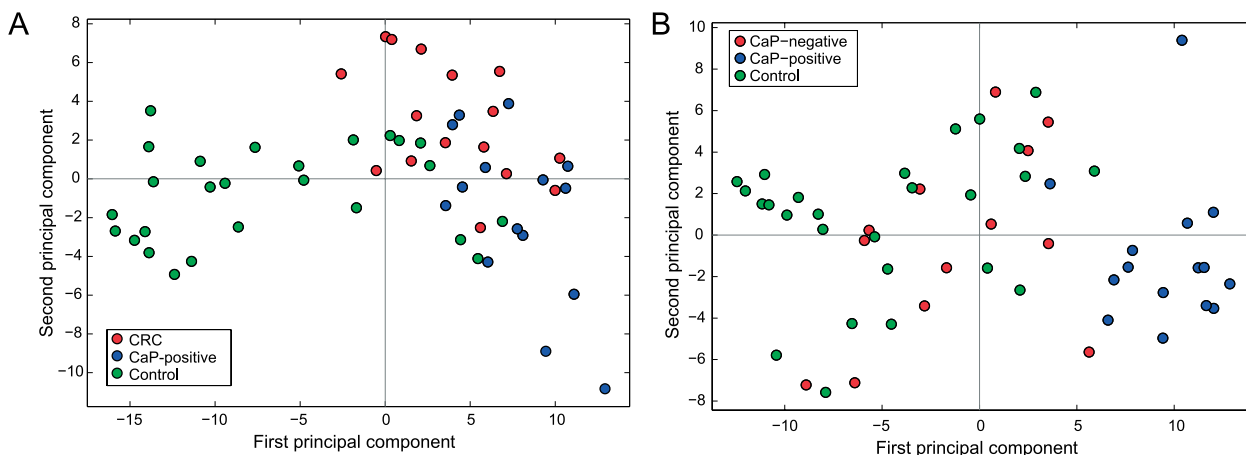 A
8
6
4
2
0
−2
−4
−6
−8
−10
Second principal component
CRC
CaP-positive
Control
−15
−10
−5
0
5
10
First principal component
B
10
8
6
4
2
0
−2
−4
−6
−8
Second principal component
CaP−negative
CaP−positive
Control
−10
−5
0
5
10
First principal component